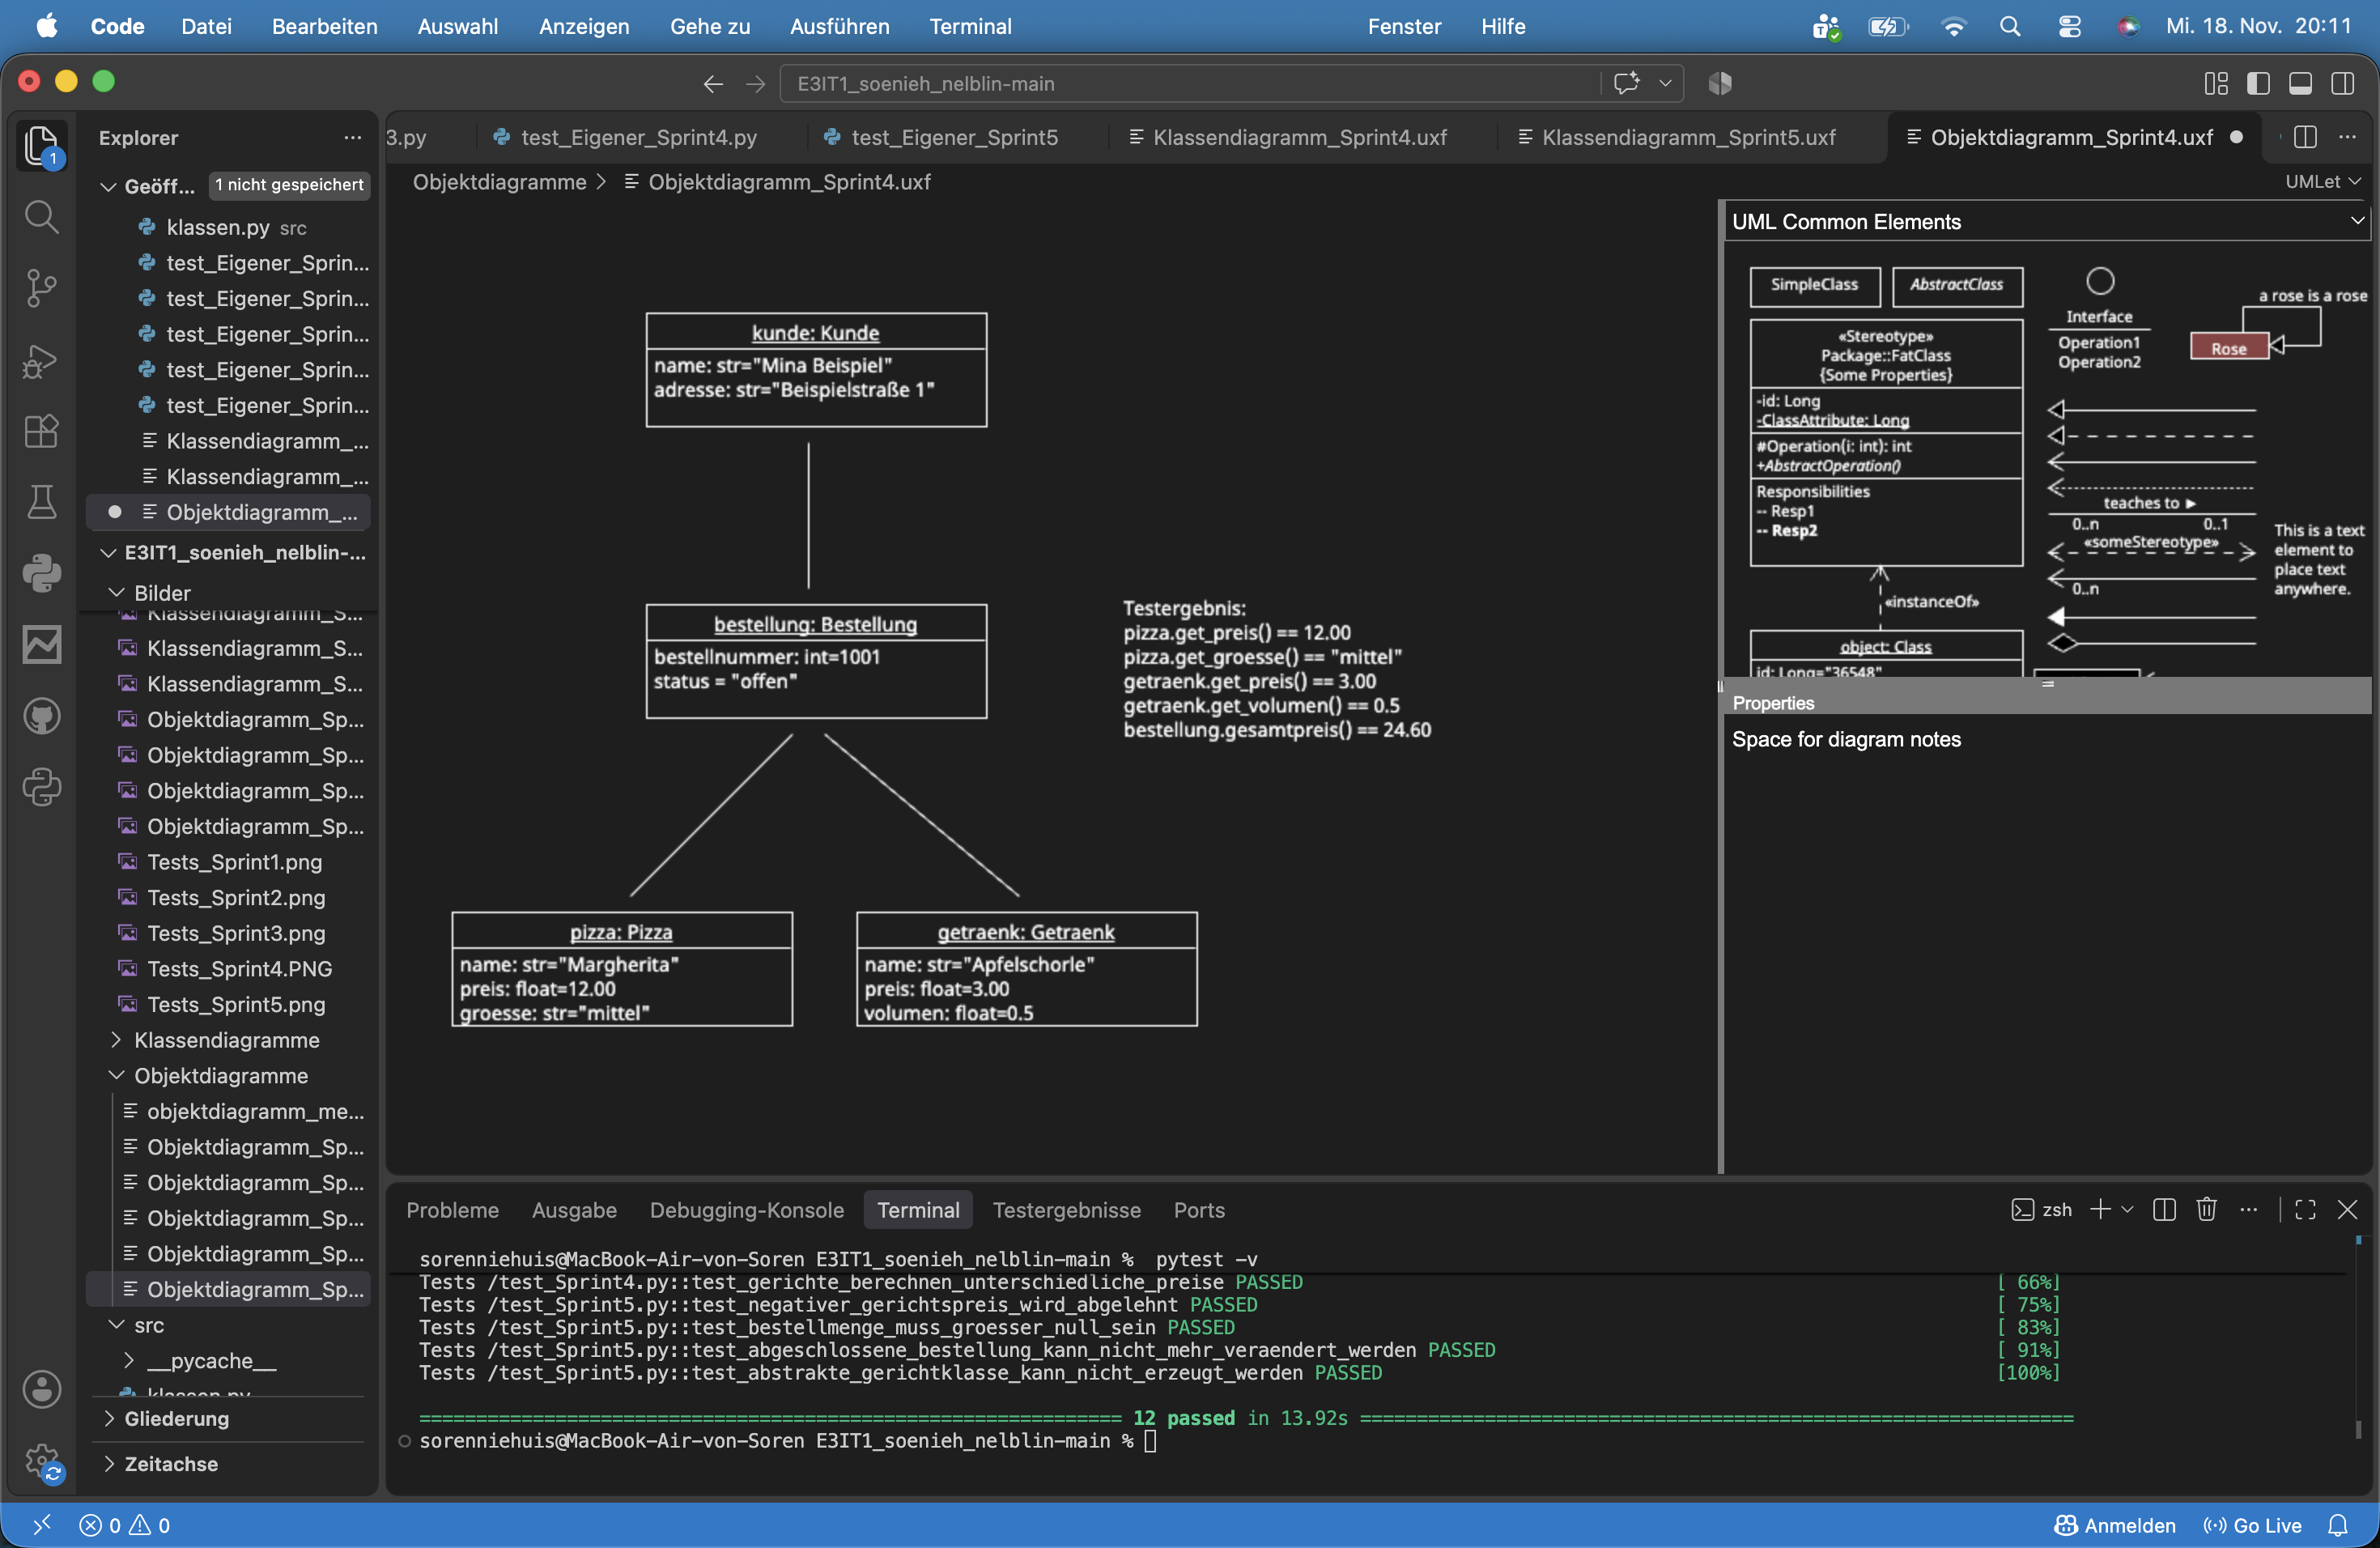 Code Datei Bearbeiten Auswahl Anzeigen Gehe zu Ausführen Terminal Fenster Hilfe Mi. 18. Nov. 20:11
E3IT1_soenieh_nelblin-main
Explorer
Geöff... 1 nicht gespeichert
klassen.py src
test_Eigener_Sprin...
test_Eigener_Sprin...
test_Eigener_Sprin...
test_Eigener_Sprin...
test_Eigener_Sprin...
Klassendiagramm_...
Klassendiagramm_...
Objektdiagramm_...
E3IT1_soenieh_nelblin-...
Bilder
Klassendiagramm_S...
Klassendiagramm_S...
Klassendiagramm_S...
Objektdiagramm_Sp...
Objektdiagramm_Sp...
Objektdiagramm_Sp...
Objektdiagramm_Sp...
Tests_Sprint1.png
Tests_Sprint2.png
Tests_Sprint3.png
Tests_Sprint4.PNG
Tests_Sprint5.png
Klassendiagramme
Objektdiagramme
objektdiagramm_me...
Objektdiagramm_Sp...
Objektdiagramm_Sp...
Objektdiagramm_Sp...
Objektdiagramm_Sp...
Objektdiagramm_Sp...
src
__pycache__
klassen.py
Gliederung
Zeitachse
3.py test_Eigener_Sprint4.py test_Eigener_Sprint5 Klassendiagramm_Sprint4.uxf Klassendiagramm_Sprint5.uxf Objektdiagramm_Sprint4.uxf
Objektdiagramme > Objektdiagramm_Sprint4.uxf UMLet
kunde: Kunde
name: str="Mina Beispiel"
adresse: str="Beispielstraße 1"
bestellung: Bestellung
bestellnummer: int=1001
status = "offen"
Testergebnis:
pizza.get_preis() == 12.00
pizza.get_groesse() == "mittel"
getraenk.get_preis() == 3.00
getraenk.get_volumen() == 0.5
bestellung.gesamtpreis() == 24.60
pizza: Pizza
name: str="Margherita"
preis: float=12.00
groesse: str="mittel"
getraenk: Getraenk
name: str="Apfelschorle"
preis: float=3.00
volumen: float=0.5
UML Common Elements
SimpleClass
AbstractClass
«Stereotype»
Package::FatClass
{Some Properties}
-id: Long
-ClassAttribute: Long
#Operation(i: int): int
+AbstractOperation()
Responsibilities
-- Resp1
-- Resp2
«instanceOf»
object: Class
id: Long="36548"
Interface
Operation1
Operation2
a rose is a rose
Rose
teaches to ►
0..n 0..1
«someStereotype»
0..n
This is a text
element to
place text
anywhere.
Properties
Space for diagram notes
Probleme Ausgabe Debugging-Konsole Terminal Testergebnisse Ports zsh
sorenniehuis@MacBook-Air-von-Soren E3IT1_soenieh_nelblin-main % pytest -v
Tests /test_Sprint4.py::test_gerichte_berechnen_unterschiedliche_preise PASSED [ 66%]
Tests /test_Sprint5.py::test_negativer_gerichtspreis_wird_abgelehnt PASSED [ 75%]
Tests /test_Sprint5.py::test_bestellmenge_muss_groesser_null_sein PASSED [ 83%]
Tests /test_Sprint5.py::test_abgeschlossene_bestellung_kann_nicht_mehr_veraendert_werden PASSED [ 91%]
Tests /test_Sprint5.py::test_abstrakte_gerichtklasse_kann_nicht_erzeugt_werden PASSED [100%]
============================================================== 12 passed in 13.92s ===============================================================
sorenniehuis@MacBook-Air-von-Soren E3IT1_soenieh_nelblin-main %
0 0 Anmelden Go Live